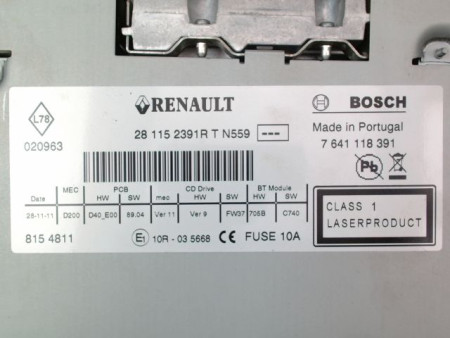 L78
RENAULT
BOSCH
020963
28 115 2391R T N559 ---
Made in Portugal
7 641 118 391
Pb
MEC PCB CD Drive BT Module
Date HW SW mec HW SW HW SW
28-11-11 D200 D40_E00 89.04 Ver 11 Ver 9 FW37 705B C740
CLASS 1
LASERPRODUCT
815 4811
E1 10R - 03 5668 CE FUSE 10A